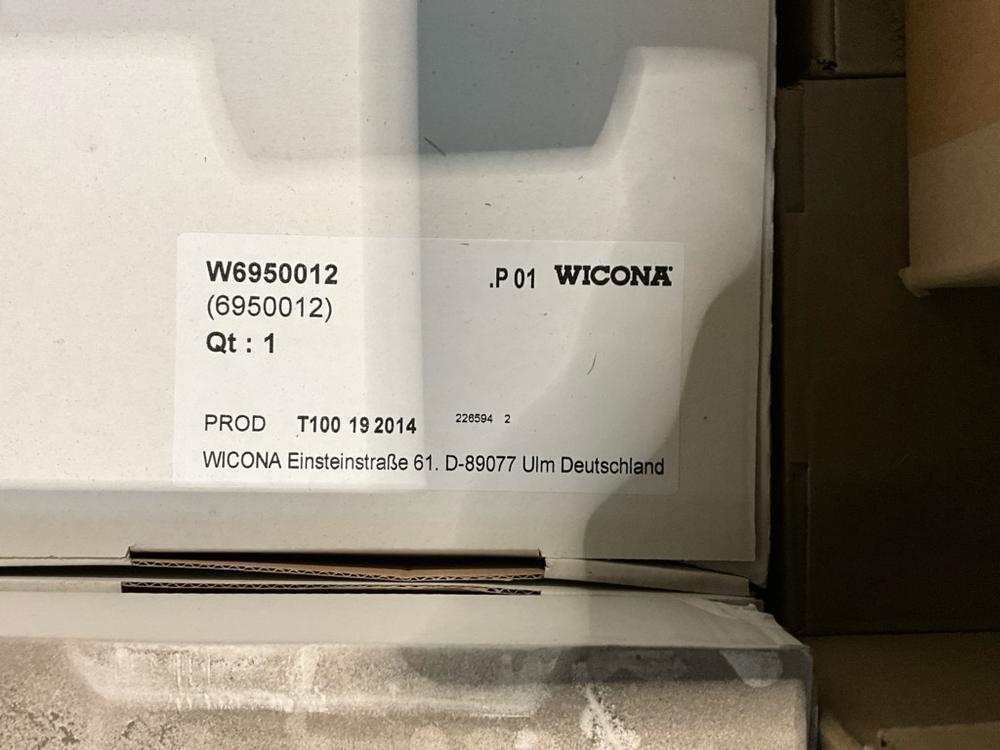 W6950012 .P 01 WICONA
(6950012)
Qt : 1
PROD T100 19 2014 226594 2
WICONA Einsteinstraße 61. D-89077 Ulm Deutschland